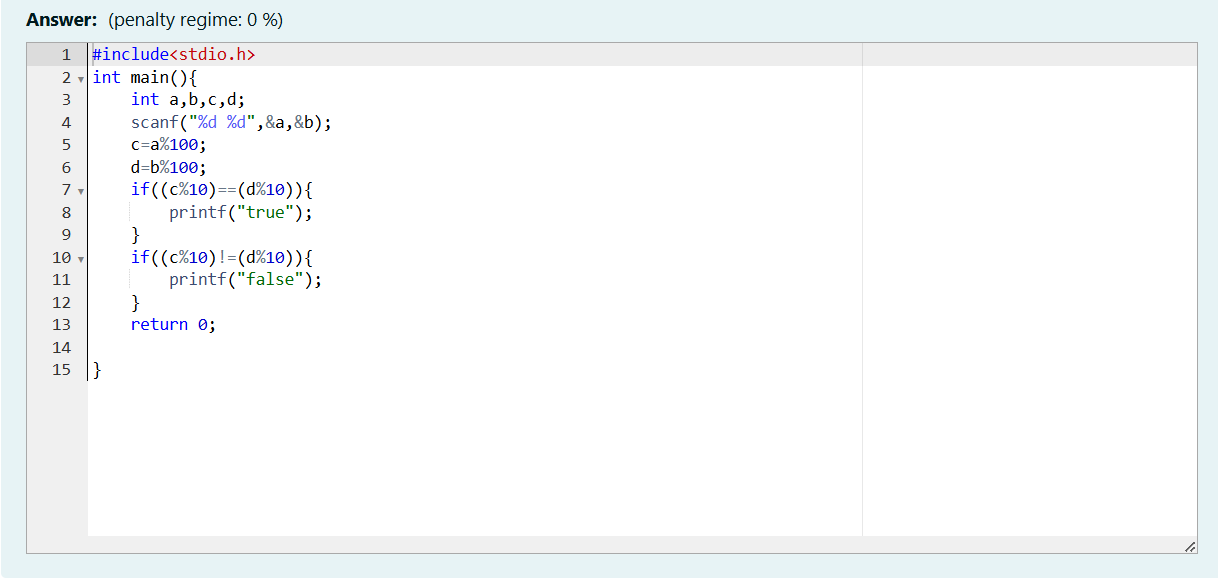 Answer: (penalty regime: 0 %)
1 #include<stdio.h>
2 int main(){
3     int a,b,c,d;
4     scanf("%d %d",&a,&b);
5     c=a%100;
6     d=b%100;
7     if((c%10)==(d%10)){
8         printf("true");
9     }
10     if((c%10)!=(d%10)){
11         printf("false");
12     }
13     return 0;
14
15 }